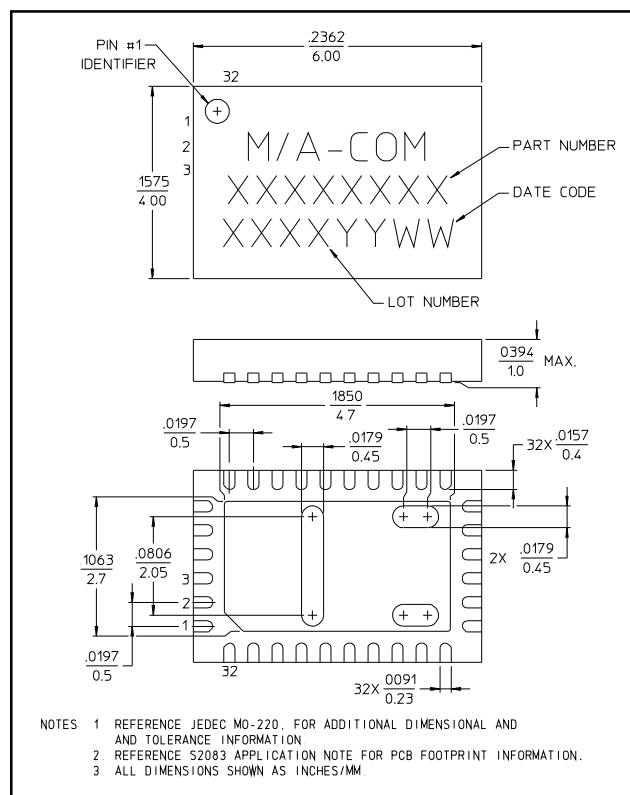 PIN #1
IDENTIFIER
.2362
6.00
32
1
2
3
M/A-COM
XXXXXXXX
XXXXYYWW
PART NUMBER
DATE CODE
LOT NUMBER
1575
4 00
0394
1.0
MAX.
1850
4.7
.0197
0.5
.0179
0.45
.0197
0.5
32X .0157
0.4
1063
2.7
.0806
2.05
3
2
1
2X .0179
0.45
.0197
0.5
32
32X 0091
0.23
NOTES 1 REFERENCE JEDEC MO-220, FOR ADDITIONAL DIMENSIONAL AND
AND TOLERANCE INFORMATION
2. REFERENCE S2083 APPLICATION NOTE FOR PCB FOOTPRINT INFORMATION.
3 ALL DIMENSIONS SHOWN AS INCHES/MM